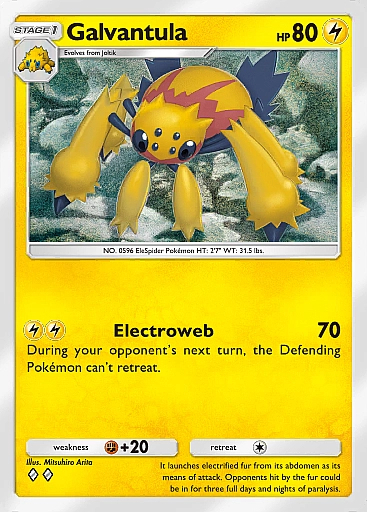 STAGE 1 Galvantula HP 80
Evolves from Joltik
NO. 0596 EleSpider Pokémon HT: 2'7" WT: 31.5 lbs.
Electroweb 70
During your opponent's next turn, the Defending
Pokémon can't retreat.
weakness +20 retreat
Illus. Mitsuhiro Arita
It launches electrified fur from its abdomen as its
means of attack. Opponents hit by the fur could
be in for three full days and nights of paralysis.